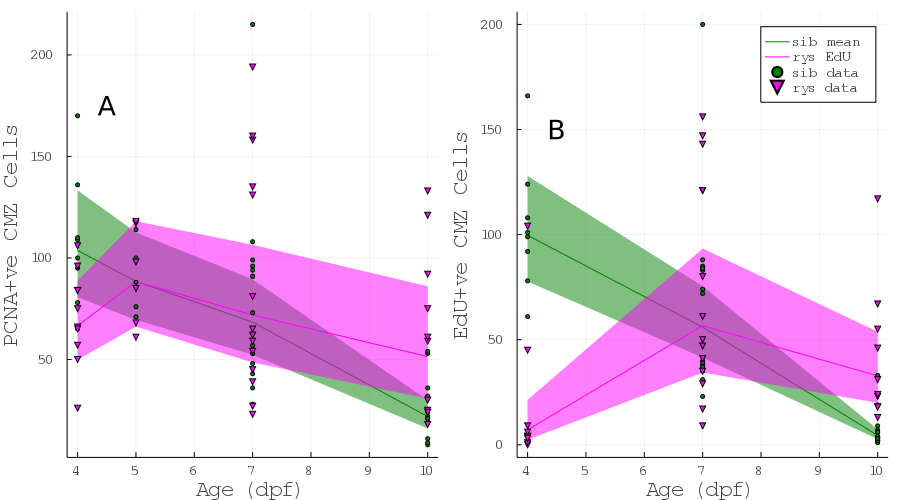 A
PCNA+ve CMZ Cells
200
150
100
50
4 5 6 7 8 9 10
Age (dpf)
B
EdU+ve CMZ Cells
200
150
100
50
0
4 5 6 7 8 9 10
Age (dpf)
sib mean
rys EdU
sib data
rys data